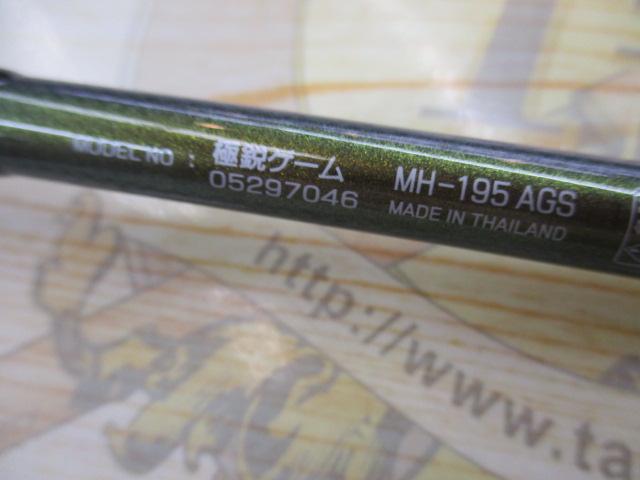 MODEL NO : 極鋭ゲーム MH-195 AGS
05297046 MADE IN THAILAND
http://www.ta